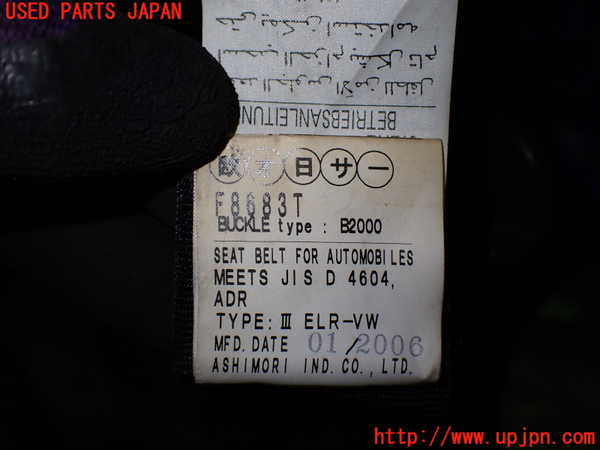 USED PARTS JAPAN
BETRIEBSANLEITUN
欧 オ 日 サ ー
F8683T
BUCKLE type : B2000
SEAT BELT FOR AUTOMOBILES
MEETS JIS D 4604,
ADR
TYPE: Ⅲ ELR-VW
MFD. DATE 01/2006
ASHIMORI IND. CO., LTD.
http://www.upjpn.com/